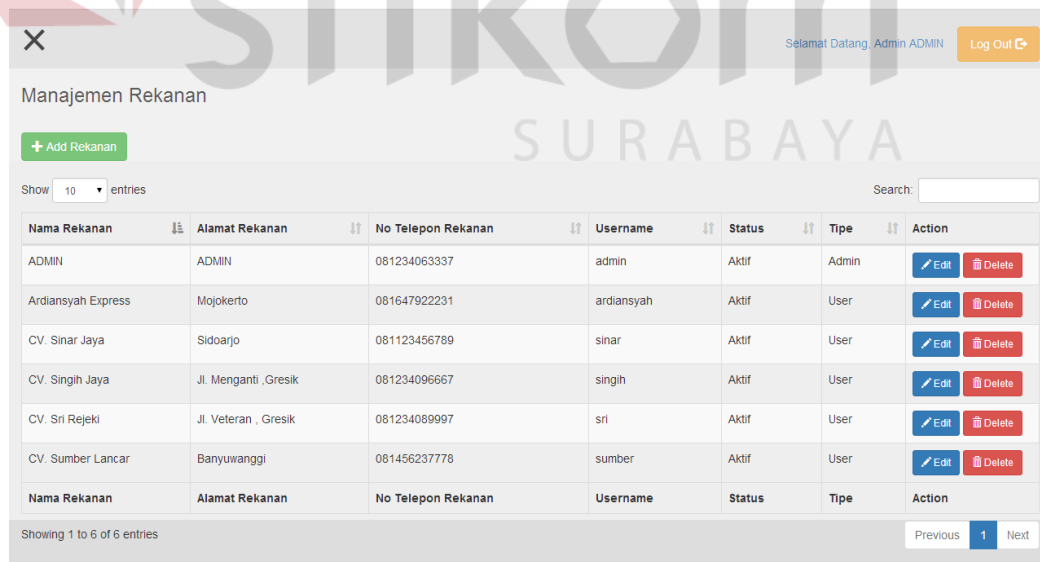 stikom
SURABAYA
Selamat Datang, Admin ADMIN Log Out
Manajemen Rekanan
Add Rekanan
Show 10 entries Search:
Nama Rekanan Alamat Rekanan No Telepon Rekanan Username Status Tipe Action
ADMIN ADMIN 081234063337 admin Aktif Admin Edit Delete
Ardiansyah Express Mojokerto 081647922231 ardiansyah Aktif User Edit Delete
CV. Sinar Jaya Sidoarjo 081123456789 sinar Aktif User Edit Delete
CV. Singih Jaya Jl. Menganti ,Gresik 081234096667 singih Aktif User Edit Delete
CV. Sri Rejeki Jl. Veteran , Gresik 081234089997 sri Aktif User Edit Delete
CV. Sumber Lancar Banyuwanggi 081456237778 sumber Aktif User Edit Delete
Nama Rekanan Alamat Rekanan No Telepon Rekanan Username Status Tipe Action
Showing 1 to 6 of 6 entries Previous 1 Next